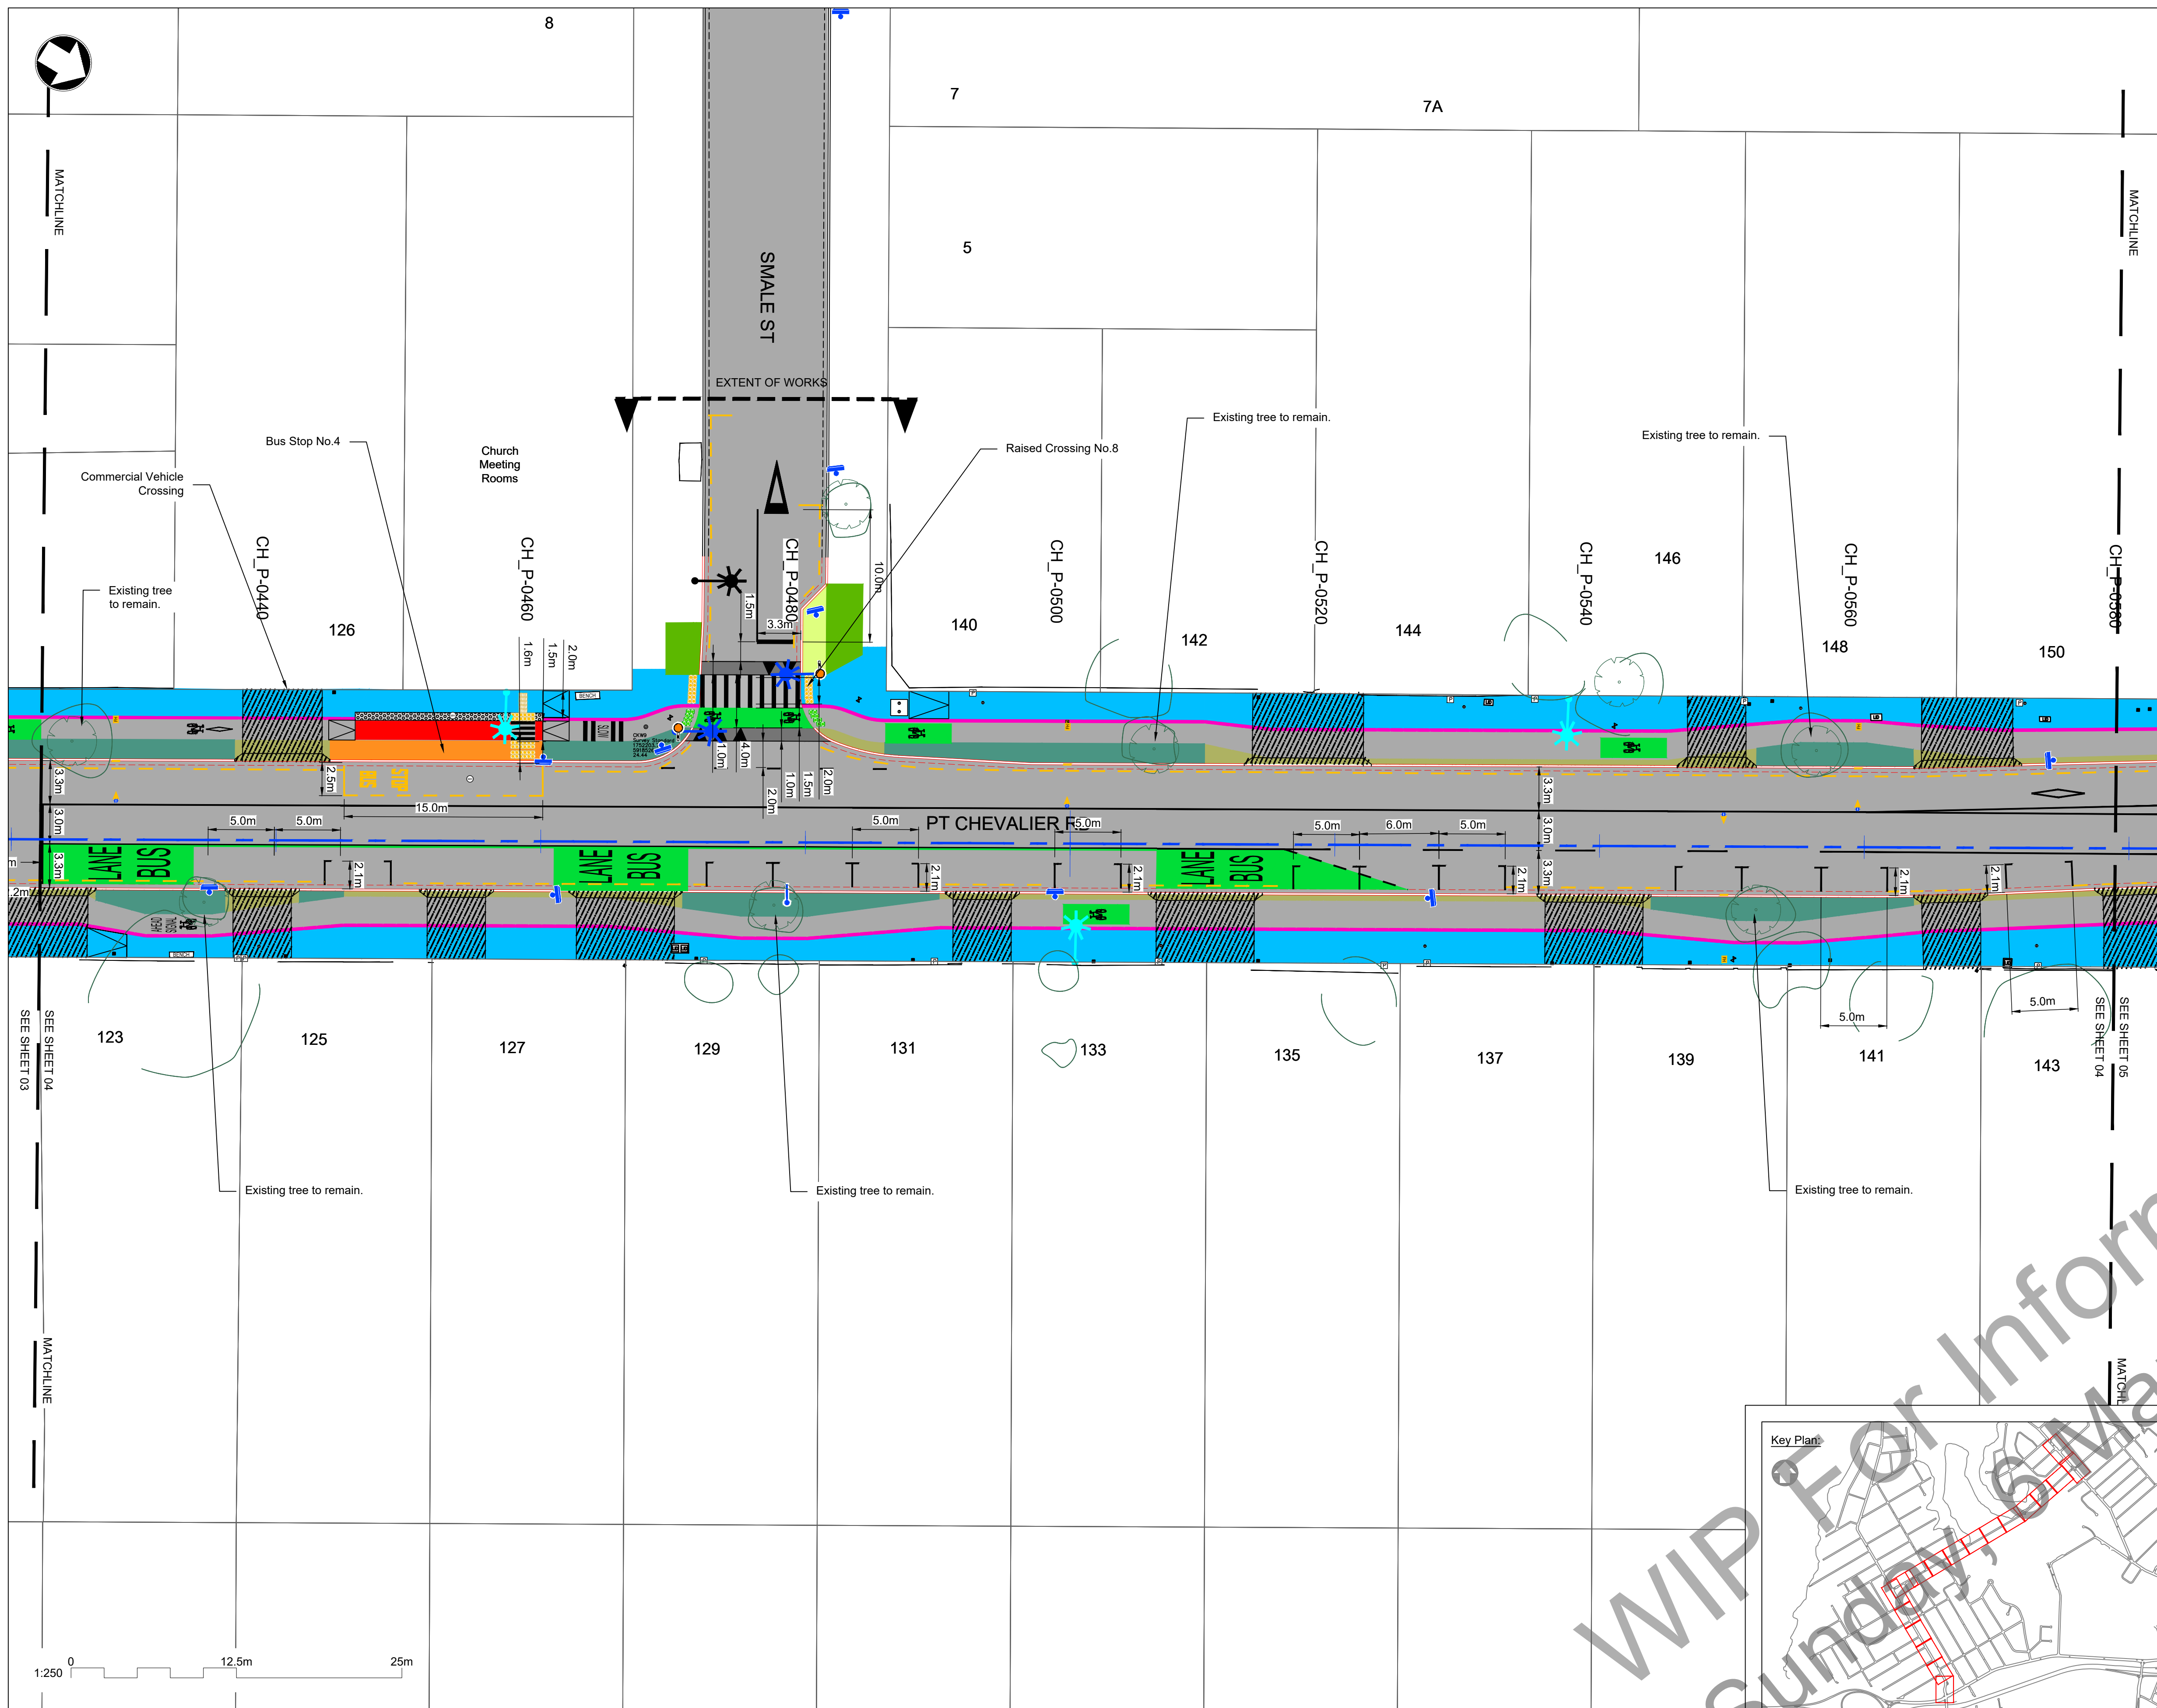 8
7
7A
MATCHLINE
MATCHLINE
SMALE ST
5
EXTENT OF WORKS
Bus Stop No.4
Church
Meeting
Rooms
Raised Crossing No.8
Existing tree to remain.
Existing tree to remain.
Commercial Vehicle
Crossing
Existing tree
to remain.
CH_P-0440
CH_P-0460
CH_P-0480
CH_P-0500
CH_P-0520
CH_P-0540
CH_P-0560
CH_P-0580
126
140
142
144
146
148
150
10.0m
1.5m
3.3m
1.6m
1.5m
2.0m
BENCH
SLOW
1.0m
4.0m
2.0m
1.0m
1.5m
2.0m
3.3m
2.5m
BUS
STOP
15.0m
3.3m
3.0m
5.0m
5.0m
5.0m
PT CHEVALIER RD
5.0m
5.0m
6.0m
5.0m
3.0m
3.3m
LANE
BUS
2.1m
LANE
BUS
2.1m
2.1m
LANE
BUS
2.1m
3.3m
2.1m
2.1m
BENCH
123
125
127
129
131
133
135
137
139
141
143
5.0m
5.0m
SEE SHEET 03
SEE SHEET 04
SEE SHEET 04
SEE SHEET 05
Existing tree to remain.
Existing tree to remain.
Existing tree to remain.
MATCHLINE
MATCHL
Key Plan:
WIP For Inform
Sunday, 6 Ma
1:250
0
12.5m
25m